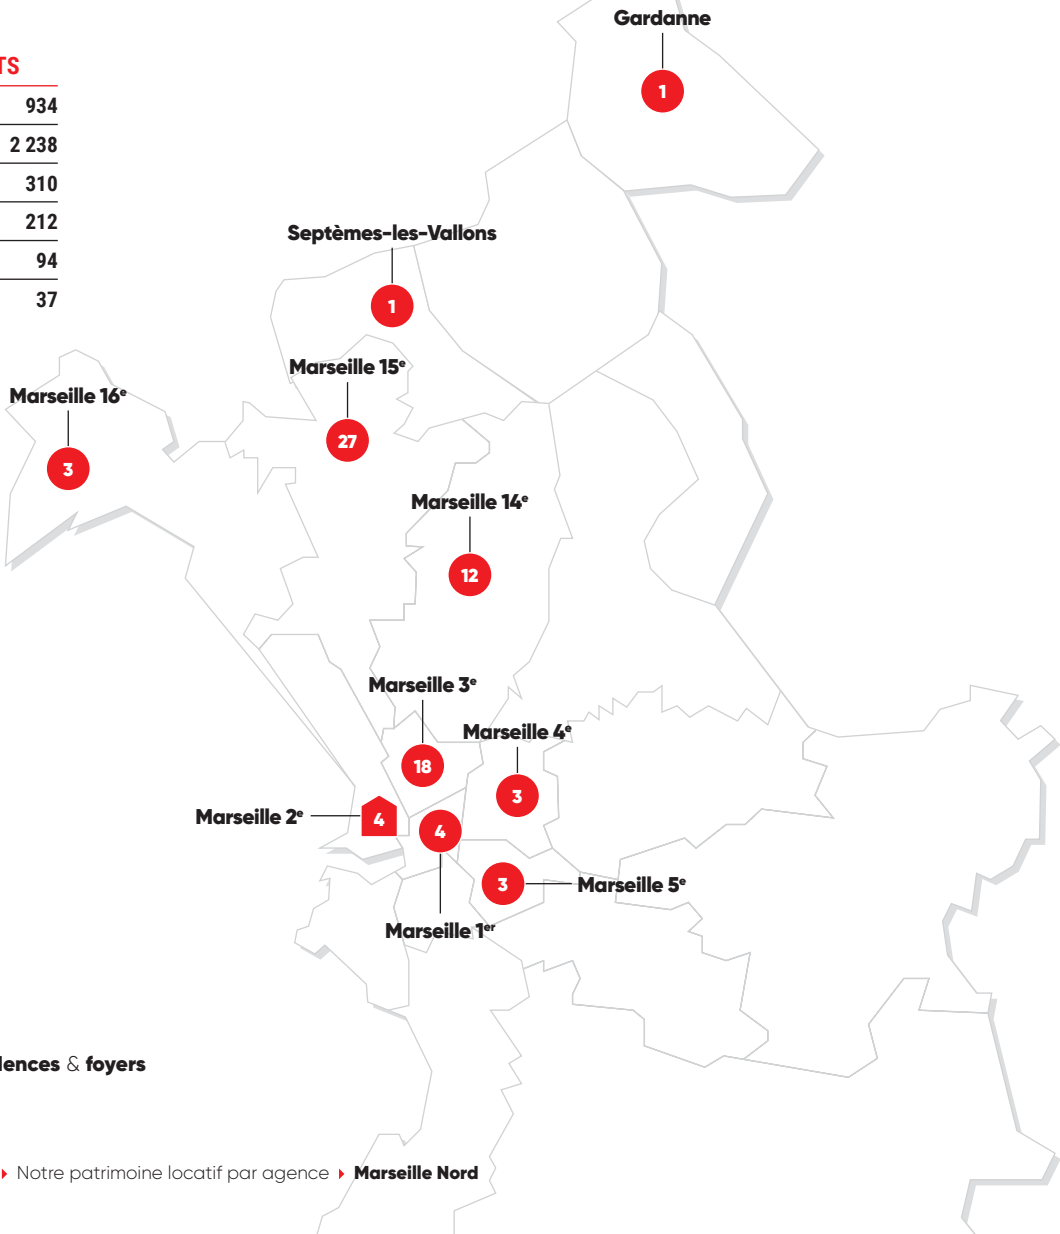 Gardanne
1
934
2 238
310
212
94
37
Septèmes-les-Vallons
1
Marseille 15e
27
Marseille 16e
3
Marseille 14e
12
Marseille 3e
18
Marseille 4e
3
Marseille 2e
4
4
Marseille 1er
3
Marseille 5e
& foyers
Notre patrimoine locatif par agence Marseille Nord